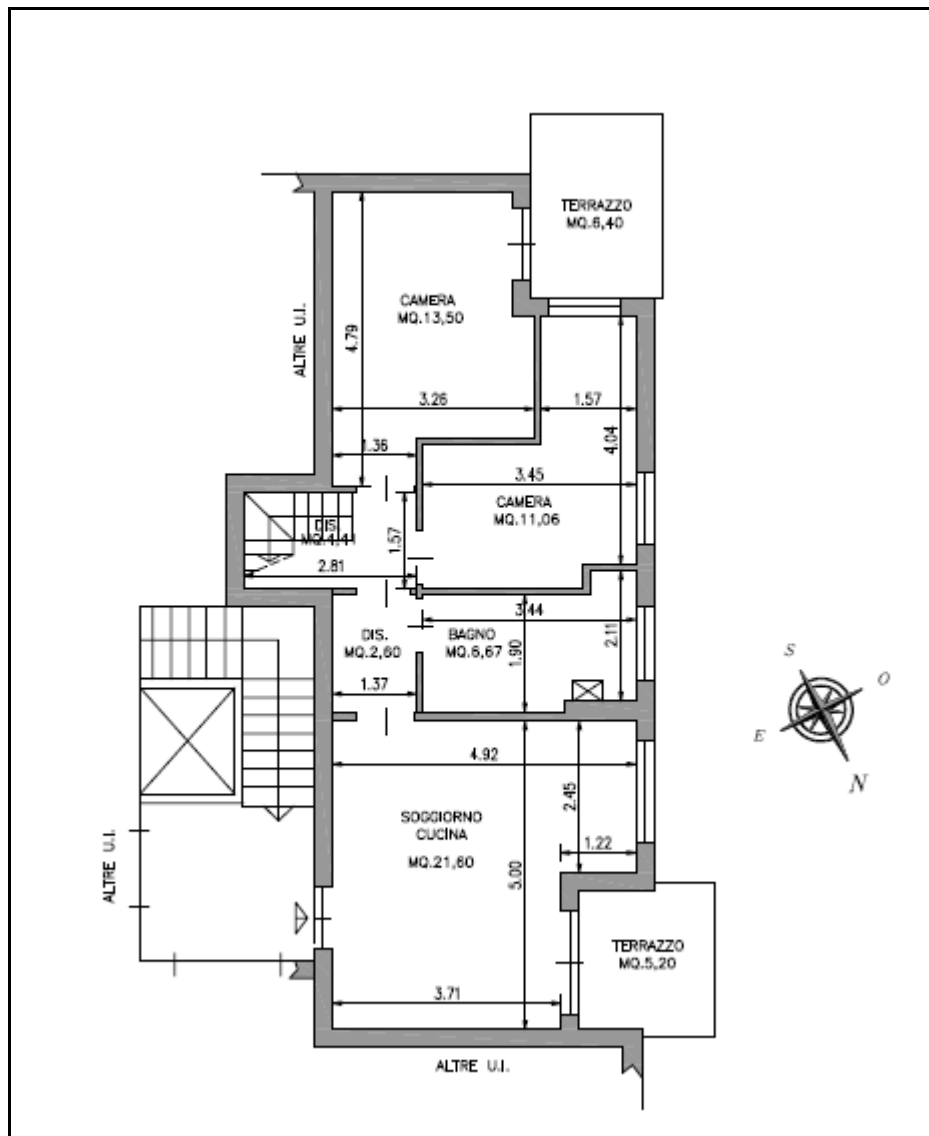 TERRAZZO
MQ.6,40
CAMERA
MQ.13,50
ALTRE U.I.
4.79
3.26
1.57
4.04
1.36
3.45
CAMERA
MQ.11,06
DIS.
MQ.4,41
1.57
2.81
3.44
DIS.
MQ.2,60
BAGNO
MQ.6,67
1.90
2.11
1.37
S
O
E
N
4.92
2.45
SOGGIORNO
CUCINA
MQ.21,60
1.22
5.00
ALTRE U.I.
TERRAZZO
MQ.5,20
3.71
ALTRE U.I.